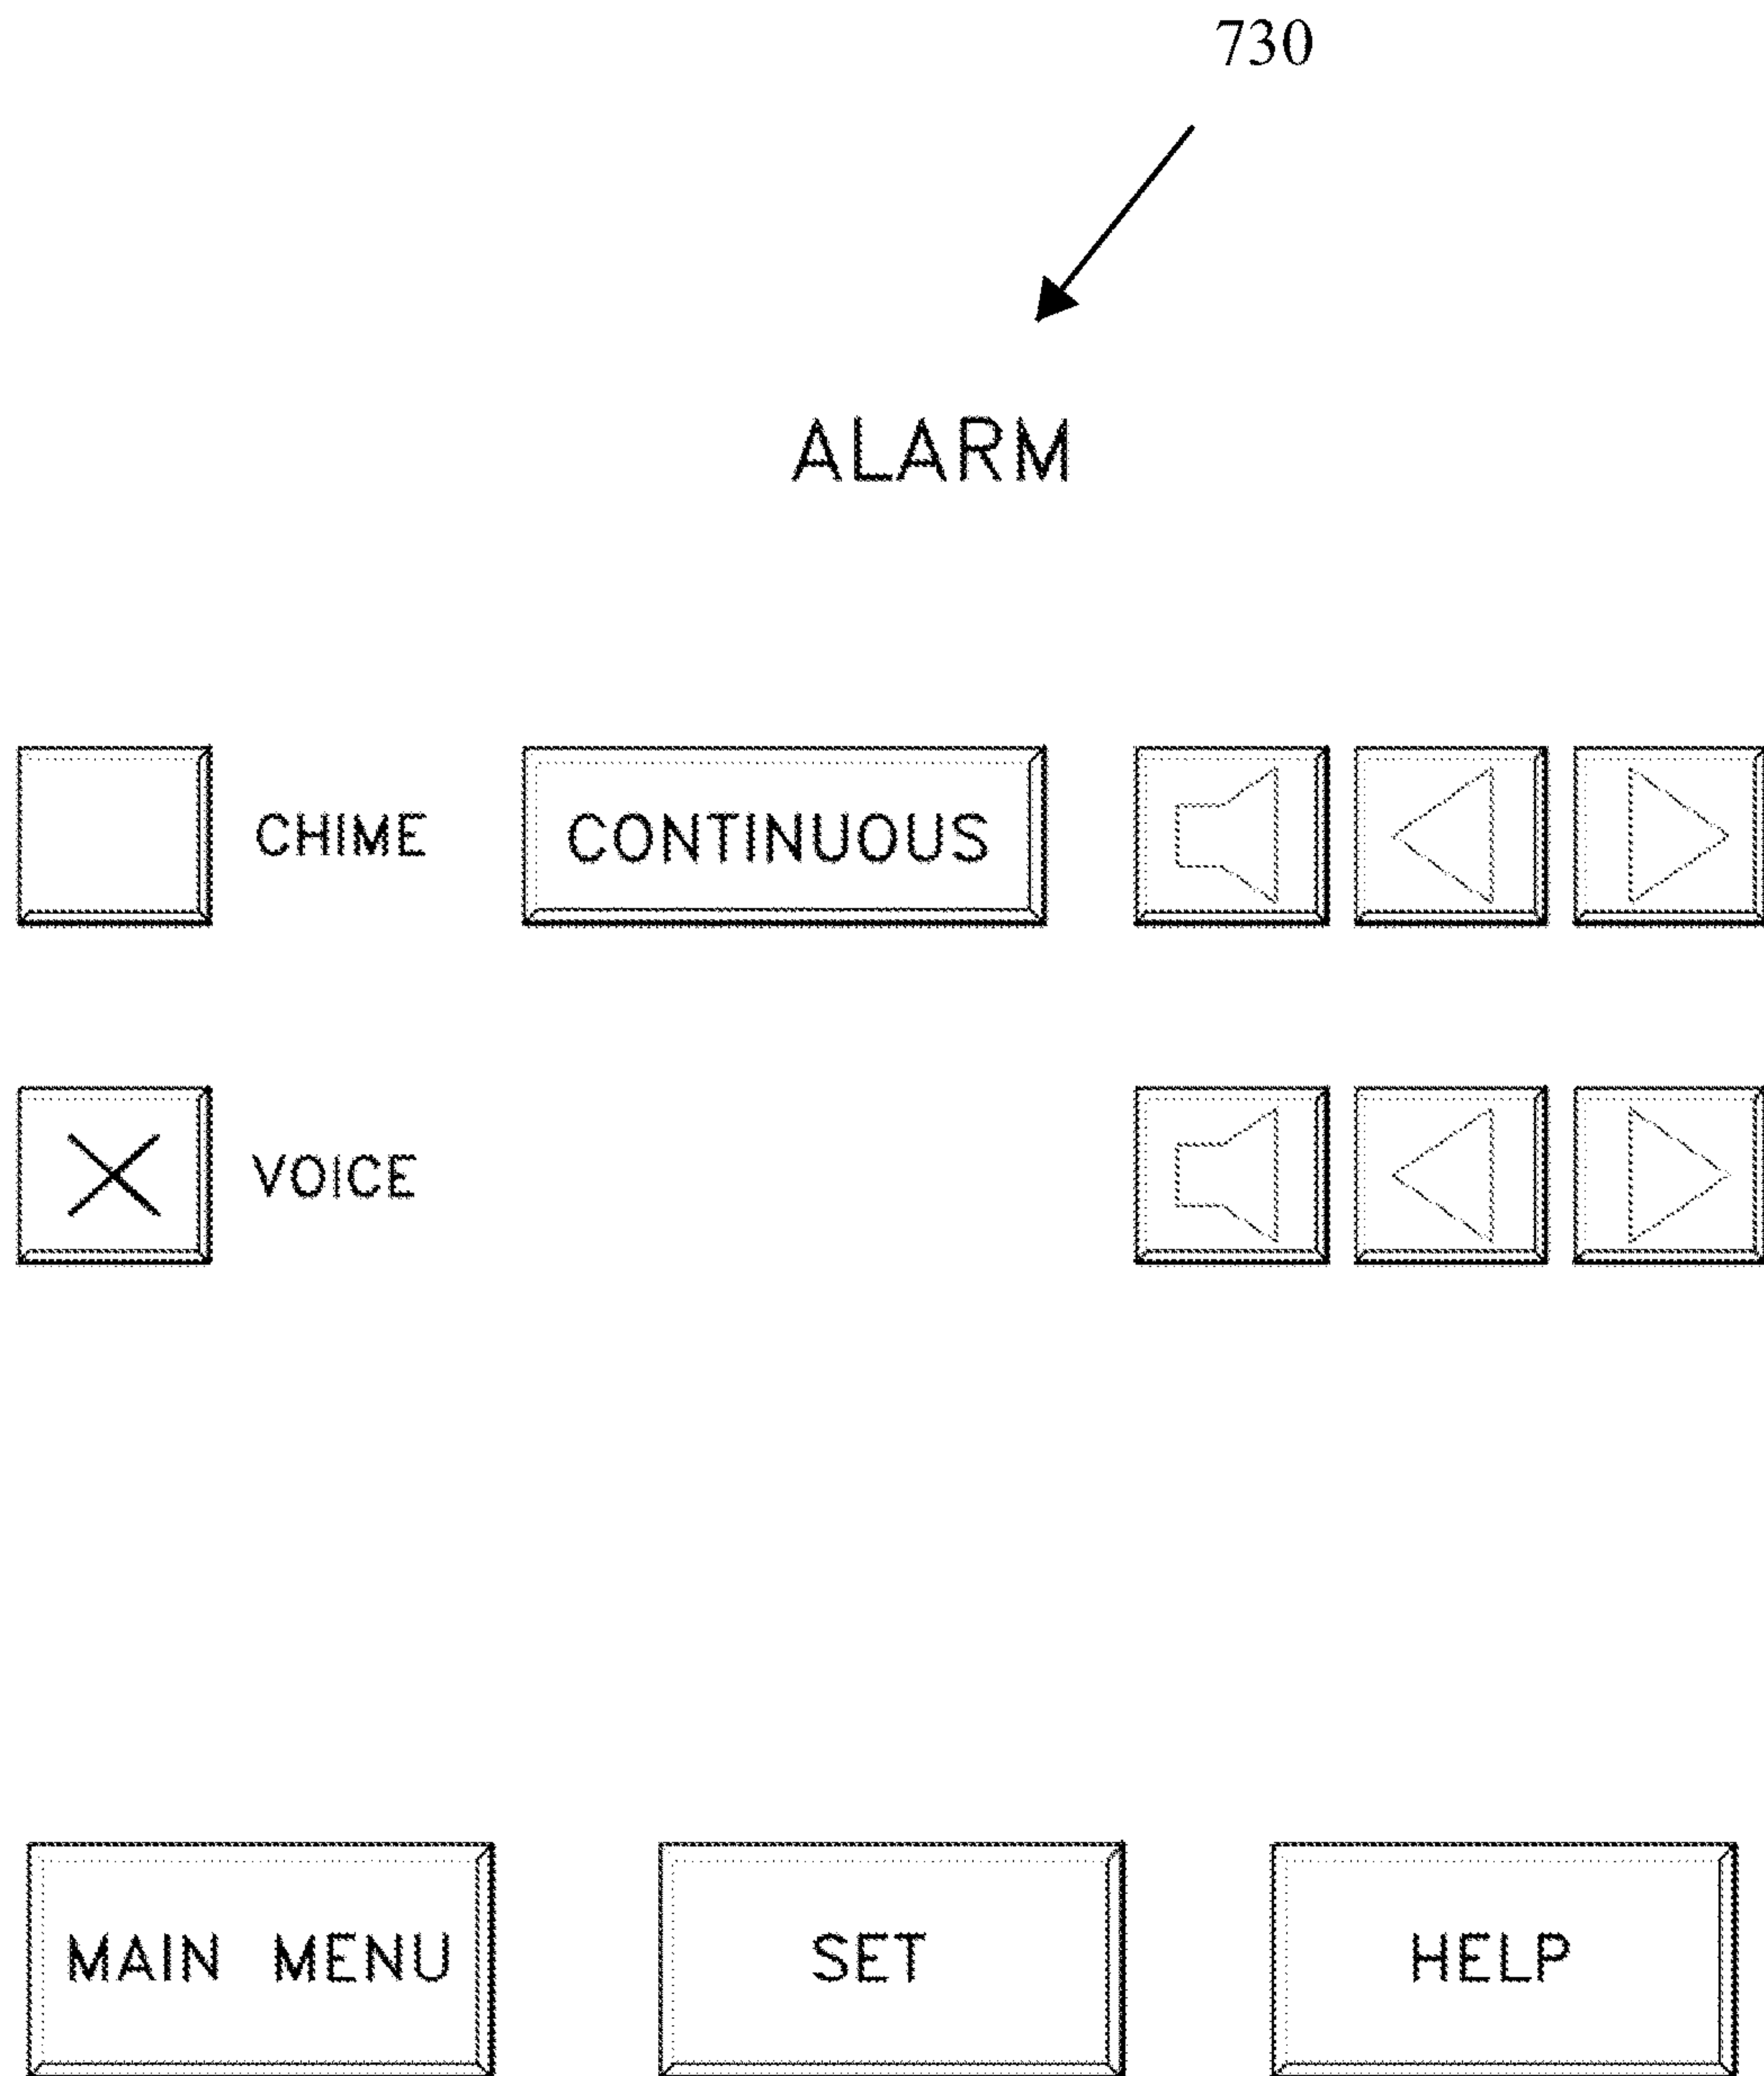 730
ALARM
CHIME CONTINUOUS
VOICE
MAIN MENU SET HELP